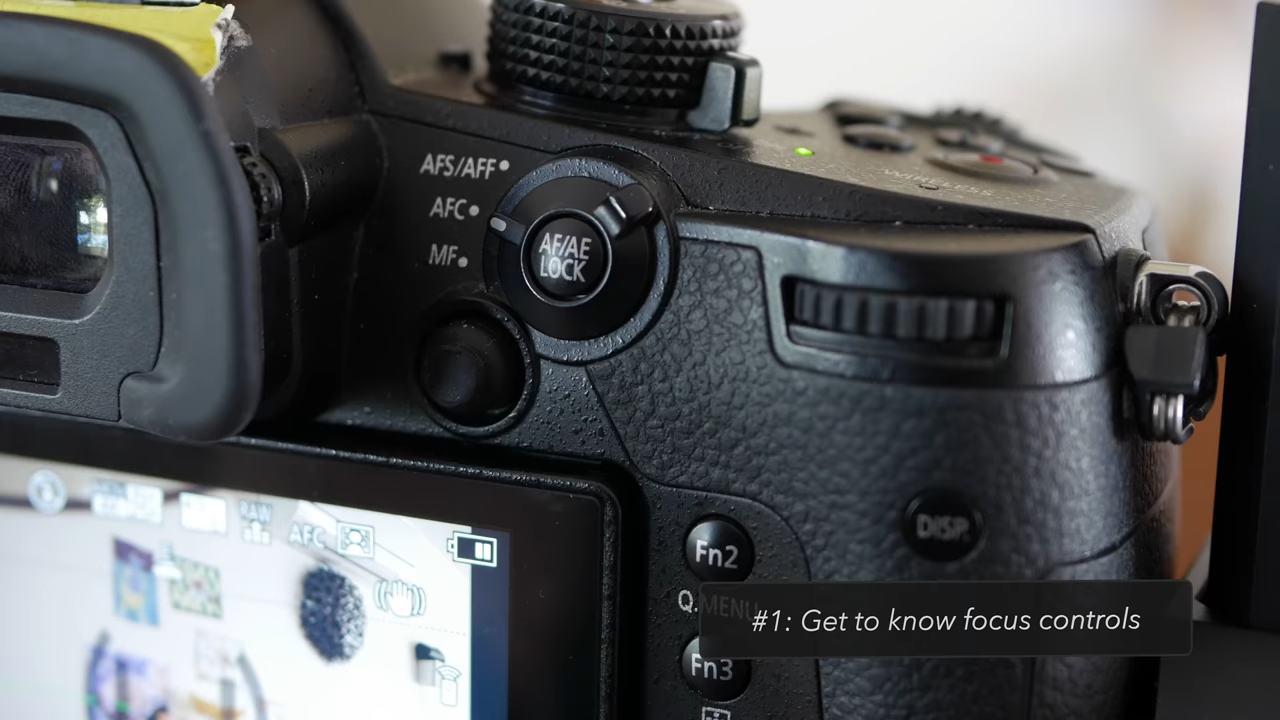 AFS/AFF
AFC
MF
AF/AE
LOCK
WIRELESS
RAW
AFC
DISP.
Fn2
Q.MENU
#1: Get to know focus controls
Fn3